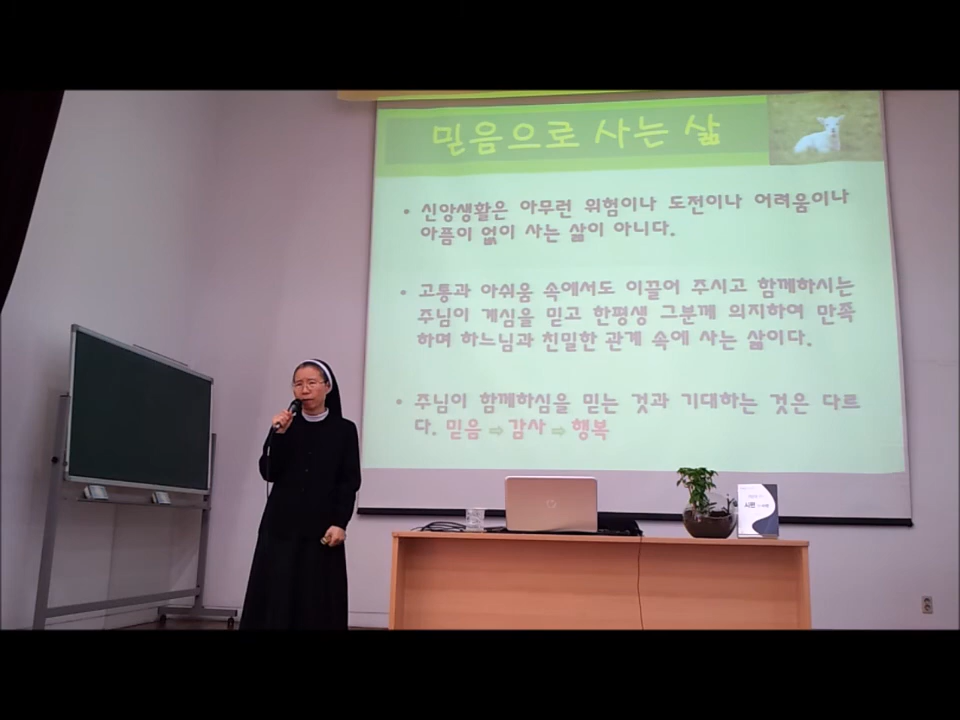 믿음으로 사는 삶
• 신앙생활은 아무런 위험이나 도전이나 어려움이나
아픔이 없이 사는 삶이 아니다.
• 고통과 아쉬움 속에서도 이끌어 주시고 함께하시는
주님이 계심을 믿고 한평생 그분께 의지하여 만족
하며 하느님과 친밀한 관계 속에 사는 삶이다.
• 주님이 함께하심을 믿는 것과 기대하는 것은 다르
다. 믿음 ⇨ 감사 ⇨ 행복
hp
시편